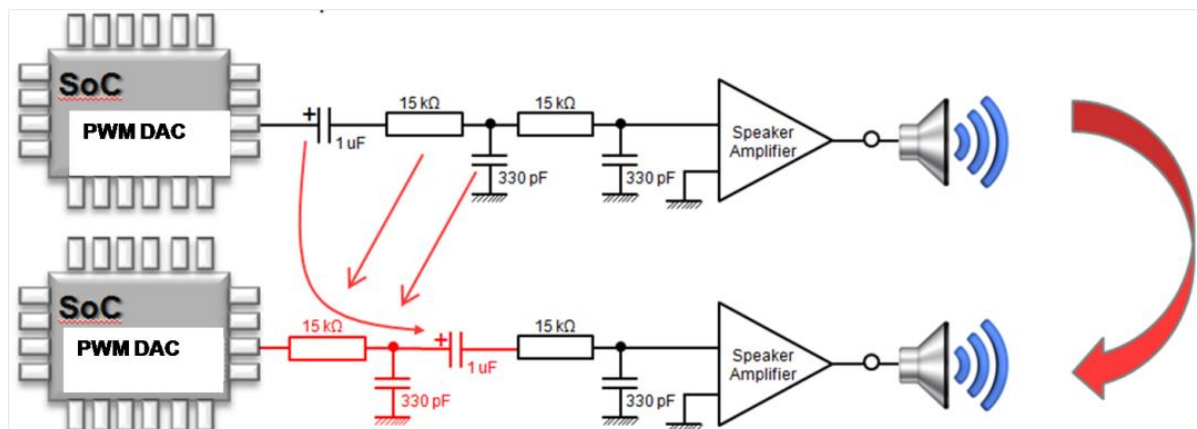 SoC
PWM DAC
+
1 uF
15 kΩ
330 pF
15 kΩ
330 pF
Speaker
Amplifier
SoC
PWM DAC
15 kΩ
330 pF
+
1 uF
15 kΩ
330 pF
Speaker
Amplifier